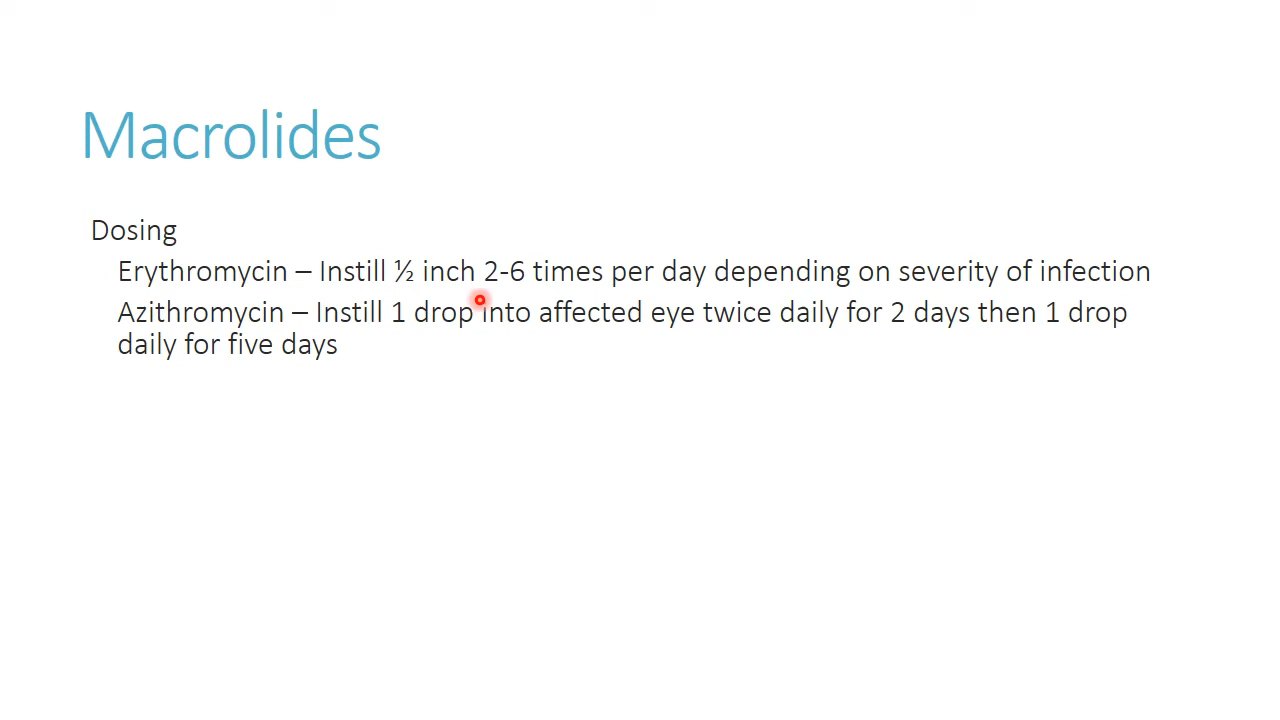 Macrolides
Dosing
Erythromycin – Instill ½ inch 2-6 times per day depending on severity of infection
Azithromycin – Instill 1 drop into affected eye twice daily for 2 days then 1 drop
daily for five days